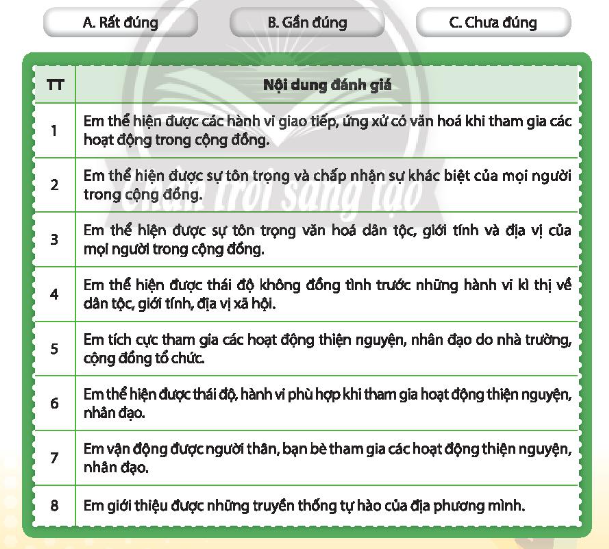 A. Rất đúng B. Gần đúng C. Chưa đúng
TT Nội dung đánh giá
1 Em thể hiện được các hành vi giao tiếp, ứng xử có văn hoá khi tham gia các
hoạt động trong cộng đồng.
2 Em thể hiện được sự tôn trọng và chấp nhận sự khác biệt của mọi người
trong cộng đồng.
3 Em thể hiện được sự tôn trọng văn hoá dân tộc, giới tính và địa vị của
mọi người trong cộng đồng.
4 Em thể hiện được thái độ không đồng tình trước những hành vi kì thị về
dân tộc, giới tính, địa vị xã hội.
5 Em tích cực tham gia các hoạt động thiện nguyện, nhân đạo do nhà trường,
cộng đồng tổ chức.
6 Em thể hiện được thái độ, hành vi phù hợp khi tham gia hoạt động thiện nguyện,
nhân đạo.
7 Em vận động được người thân, bạn bè tham gia các hoạt động thiện nguyện,
nhân đạo.
8 Em giới thiệu được những truyền thống tự hào của địa phương mình.
Chân trời sáng tạo